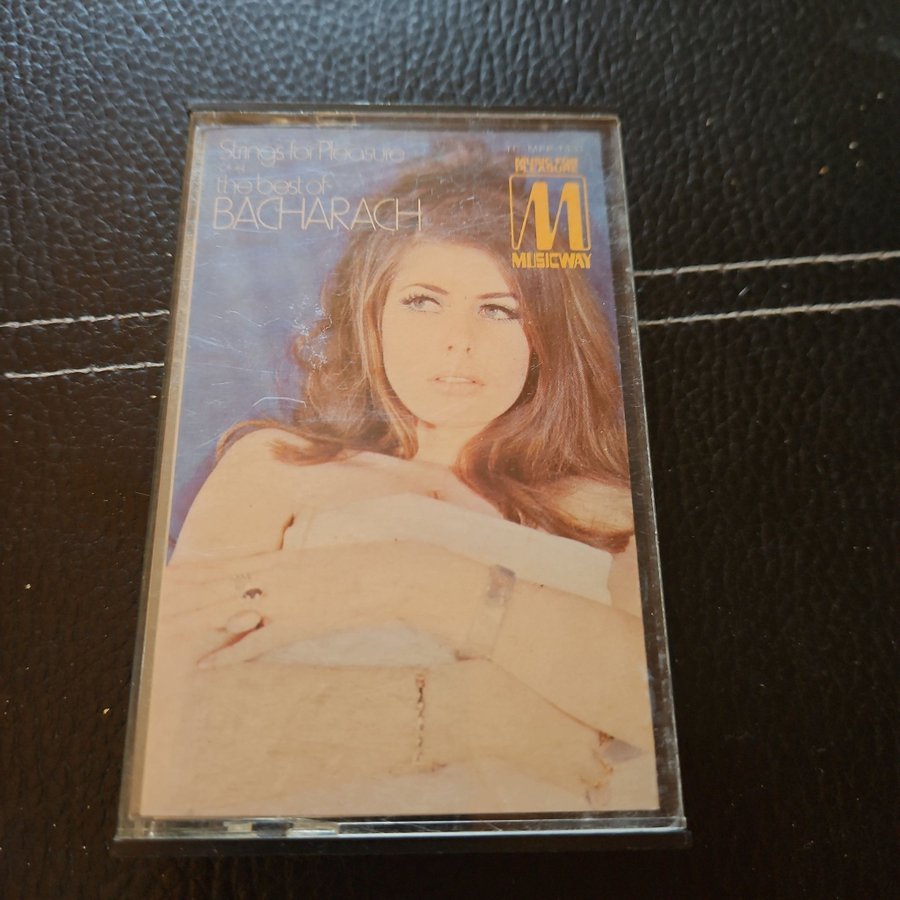 Strings for Pleasure
the best of
BACHARACH
MUSIC FOR
PLEASURE
M
MUSICWAY